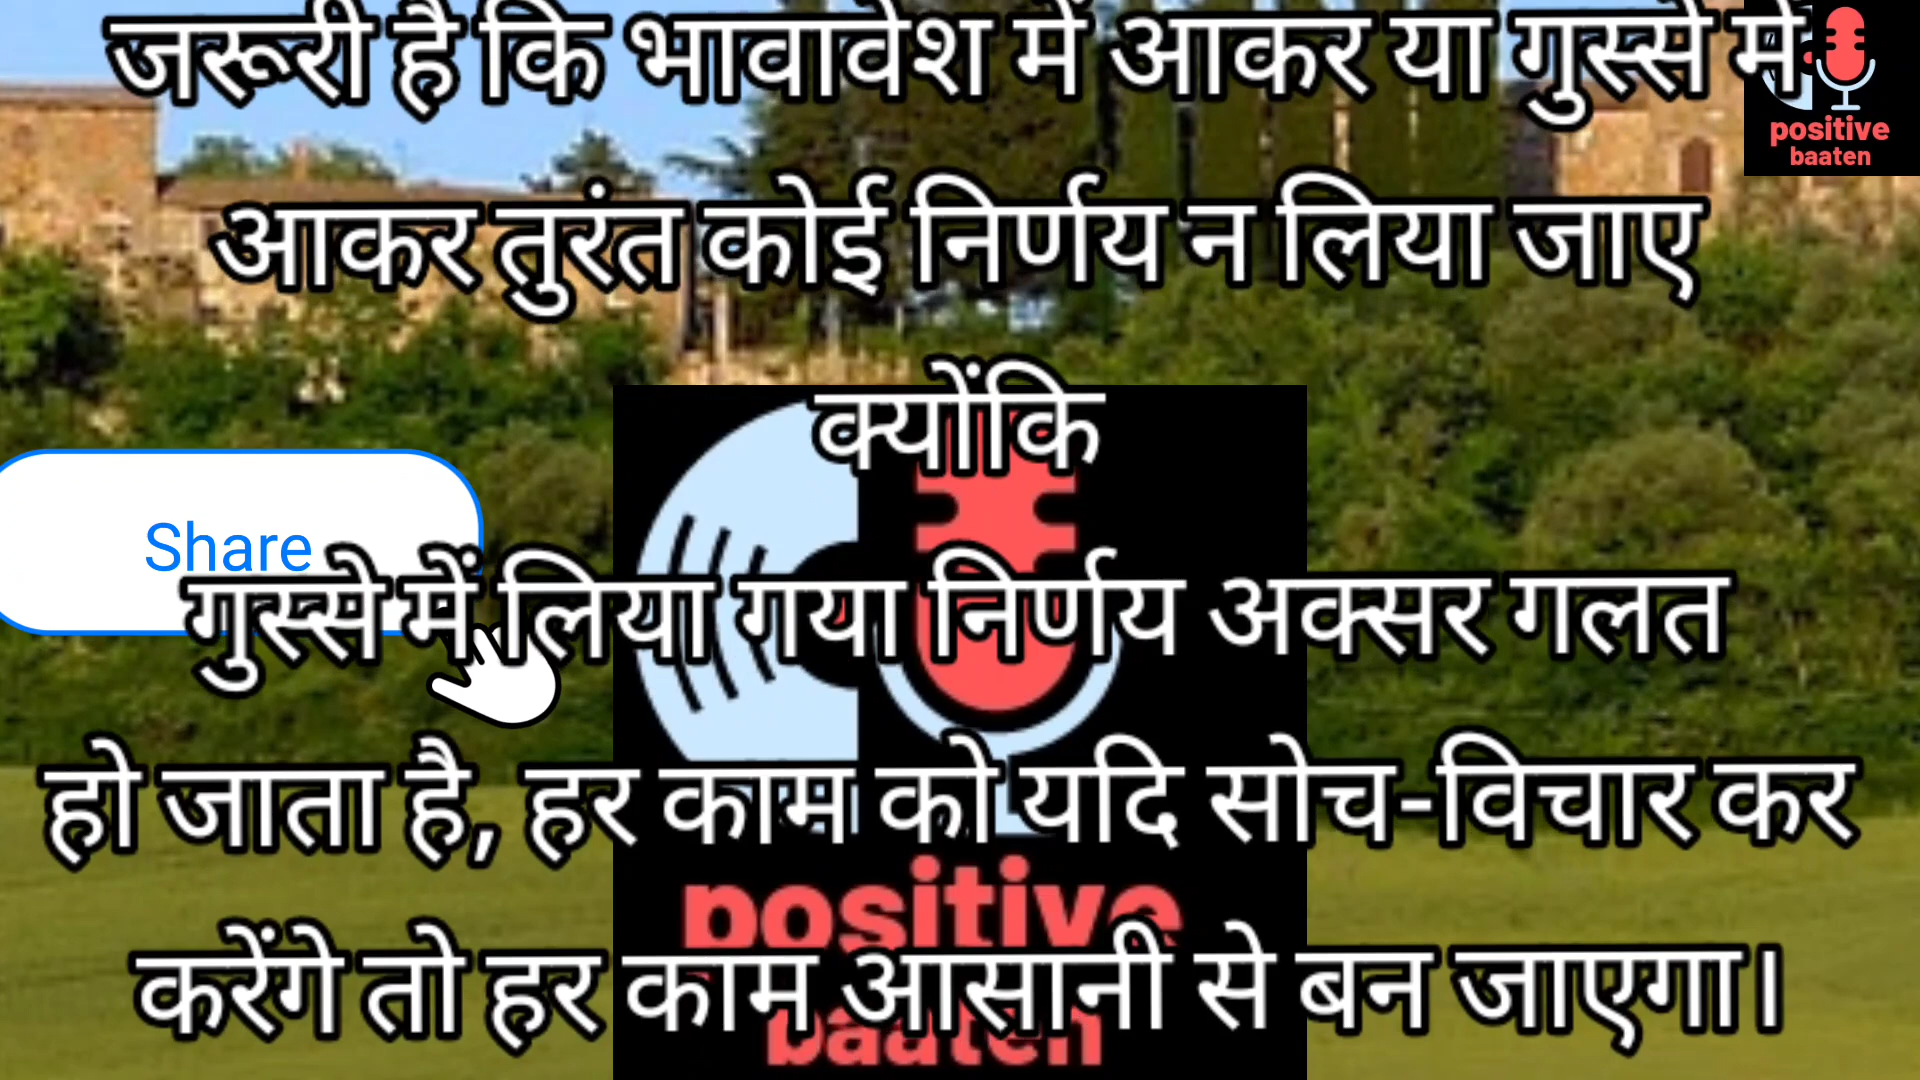 जरूरी है कि भावावेश में आकर या गुस्से में
positive
baaten
आकर तुरंत कोई निर्णय न लिया जाए
क्योंकि
Share
गुस्से में लिया गया निर्णय अक्सर गलत
हो जाता है, हर काम को यदि सोच-विचार कर
positive
करेंगे तो हर काम आसानी से बन जाएगा।
baaten